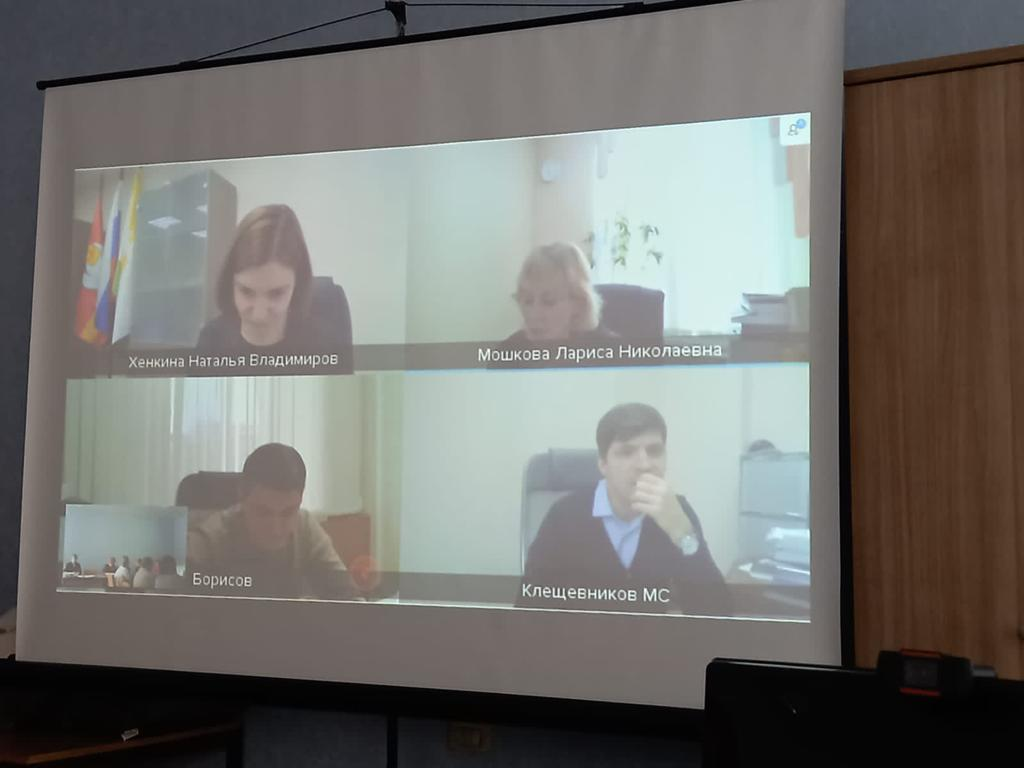 Хенкина Наталья Владимиров
Мошкова Лариса Николаевна
Борисов
Клещевников МС